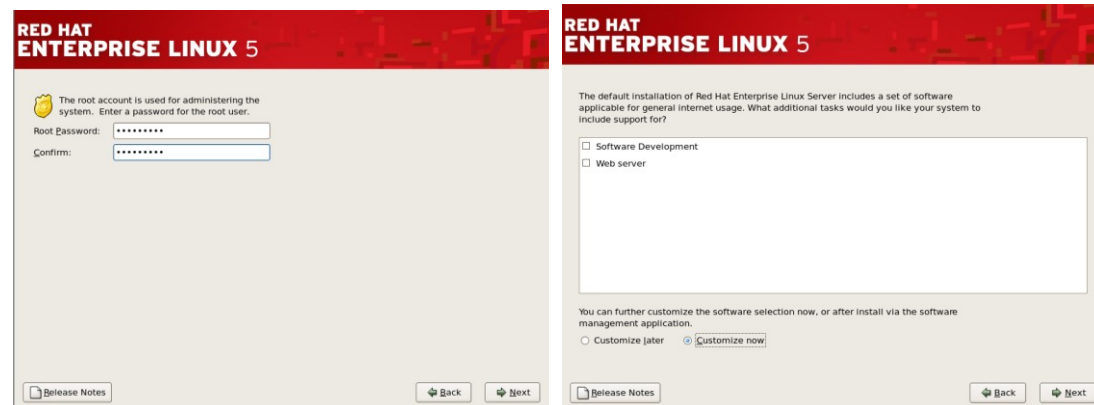 RED HAT
ENTERPRISE LINUX 5
The root account is used for administering the
system. Enter a password for the root user.
Root Password: •••••••••
Confirm: •••••••••
Release Notes
Back
Next
RED HAT
ENTERPRISE LINUX 5
The default installation of Red Hat Enterprise Linux Server includes a set of software
applicable for general internet usage. What additional tasks would you like your system to
include support for?
Software Development
Web server
You can further customize the software selection now, or after install via the software
management application.
Customize later Customize now
Release Notes
Back
Next